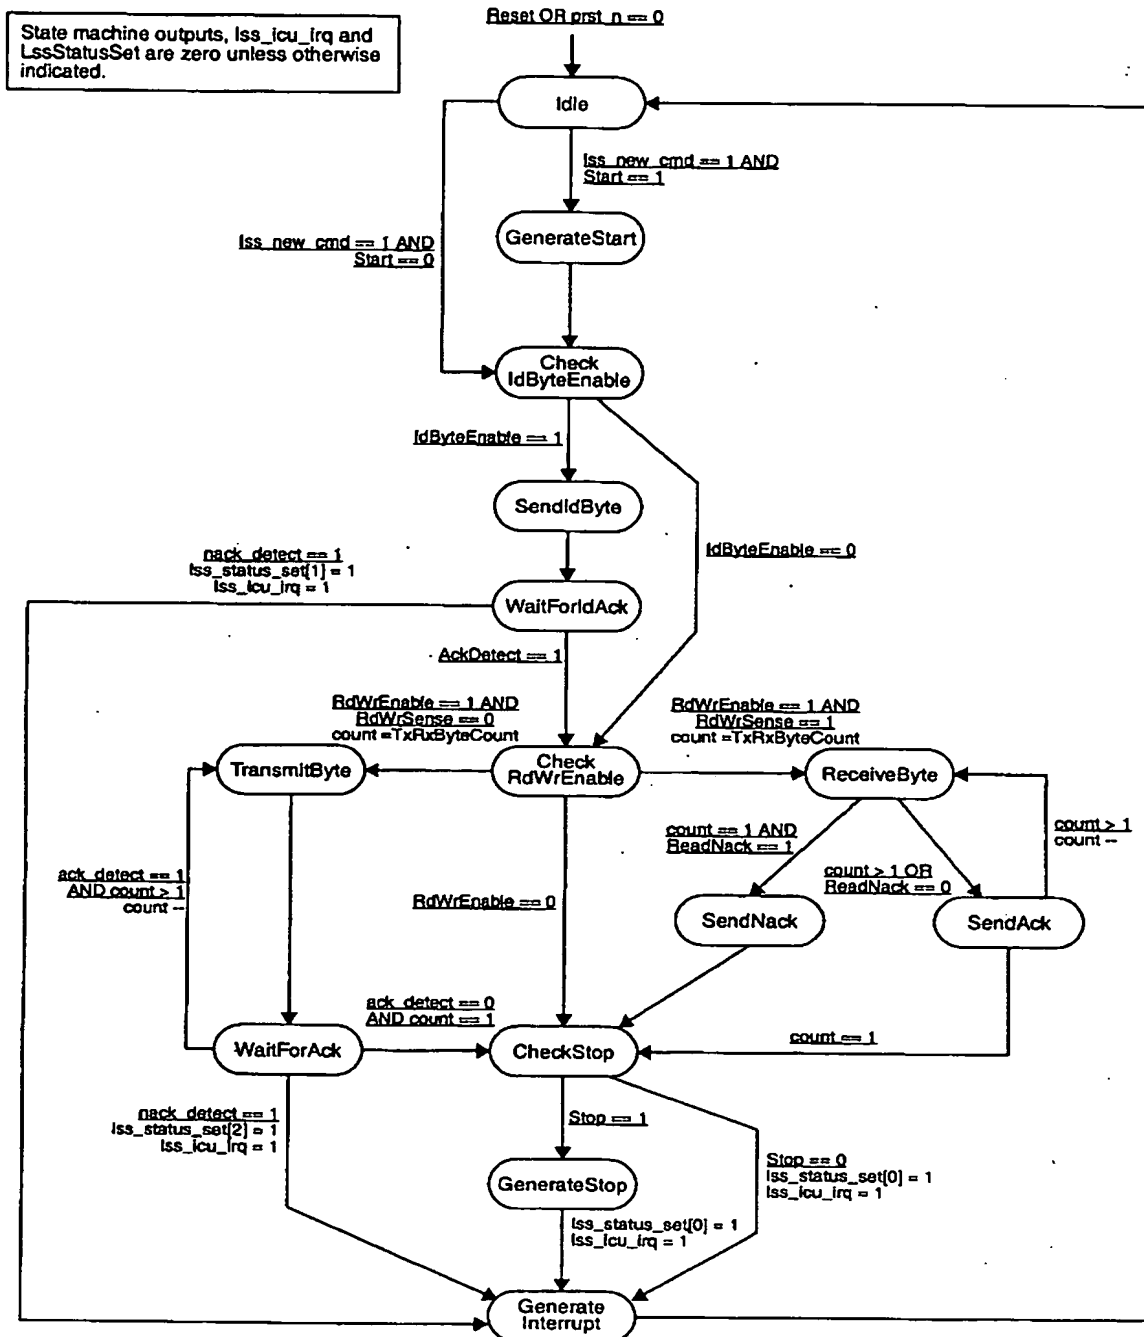 Reset OR prst_n == 0
State machine outputs, lss_icu_irq and
LssStatusSet are zero unless otherwise
indicated.
Idle
lss_new_cmd == 1 AND
Start == 1
GenerateStart
lss_new_cmd == 1 AND
Start == 0
Check
IdByteEnable
IdByteEnable == 1
SendIdByte
IdByteEnable == 0
nack_detect == 1
lss_status_set[1] = 1
lss_icu_irq = 1
WaitForIdAck
AckDetect == 1
RdWrEnable == 1 AND
RdWrSense == 0
count =TxRxByteCount
RdWrEnable == 1 AND
RdWrSense == 1
count =TxRxByteCount
TransmitByte
Check
RdWrEnable
ReceiveByte
count == 1 AND
ReadNack == 1
count > 1 OR
ReadNack == 0
count > 1
count --
ack_detect == 1
AND count > 1
count --
RdWrEnable == 0
SendNack
SendAck
ack_detect == 0
AND count == 1
WaitForAck
CheckStop
count == 1
nack_detect == 1
lss_status_set[2] = 1
lss_icu_irq = 1
Stop == 1
Stop == 0
lss_status_set[0] = 1
lss_icu_irq = 1
GenerateStop
lss_status_set[0] = 1
lss_icu_irq = 1
Generate
Interrupt